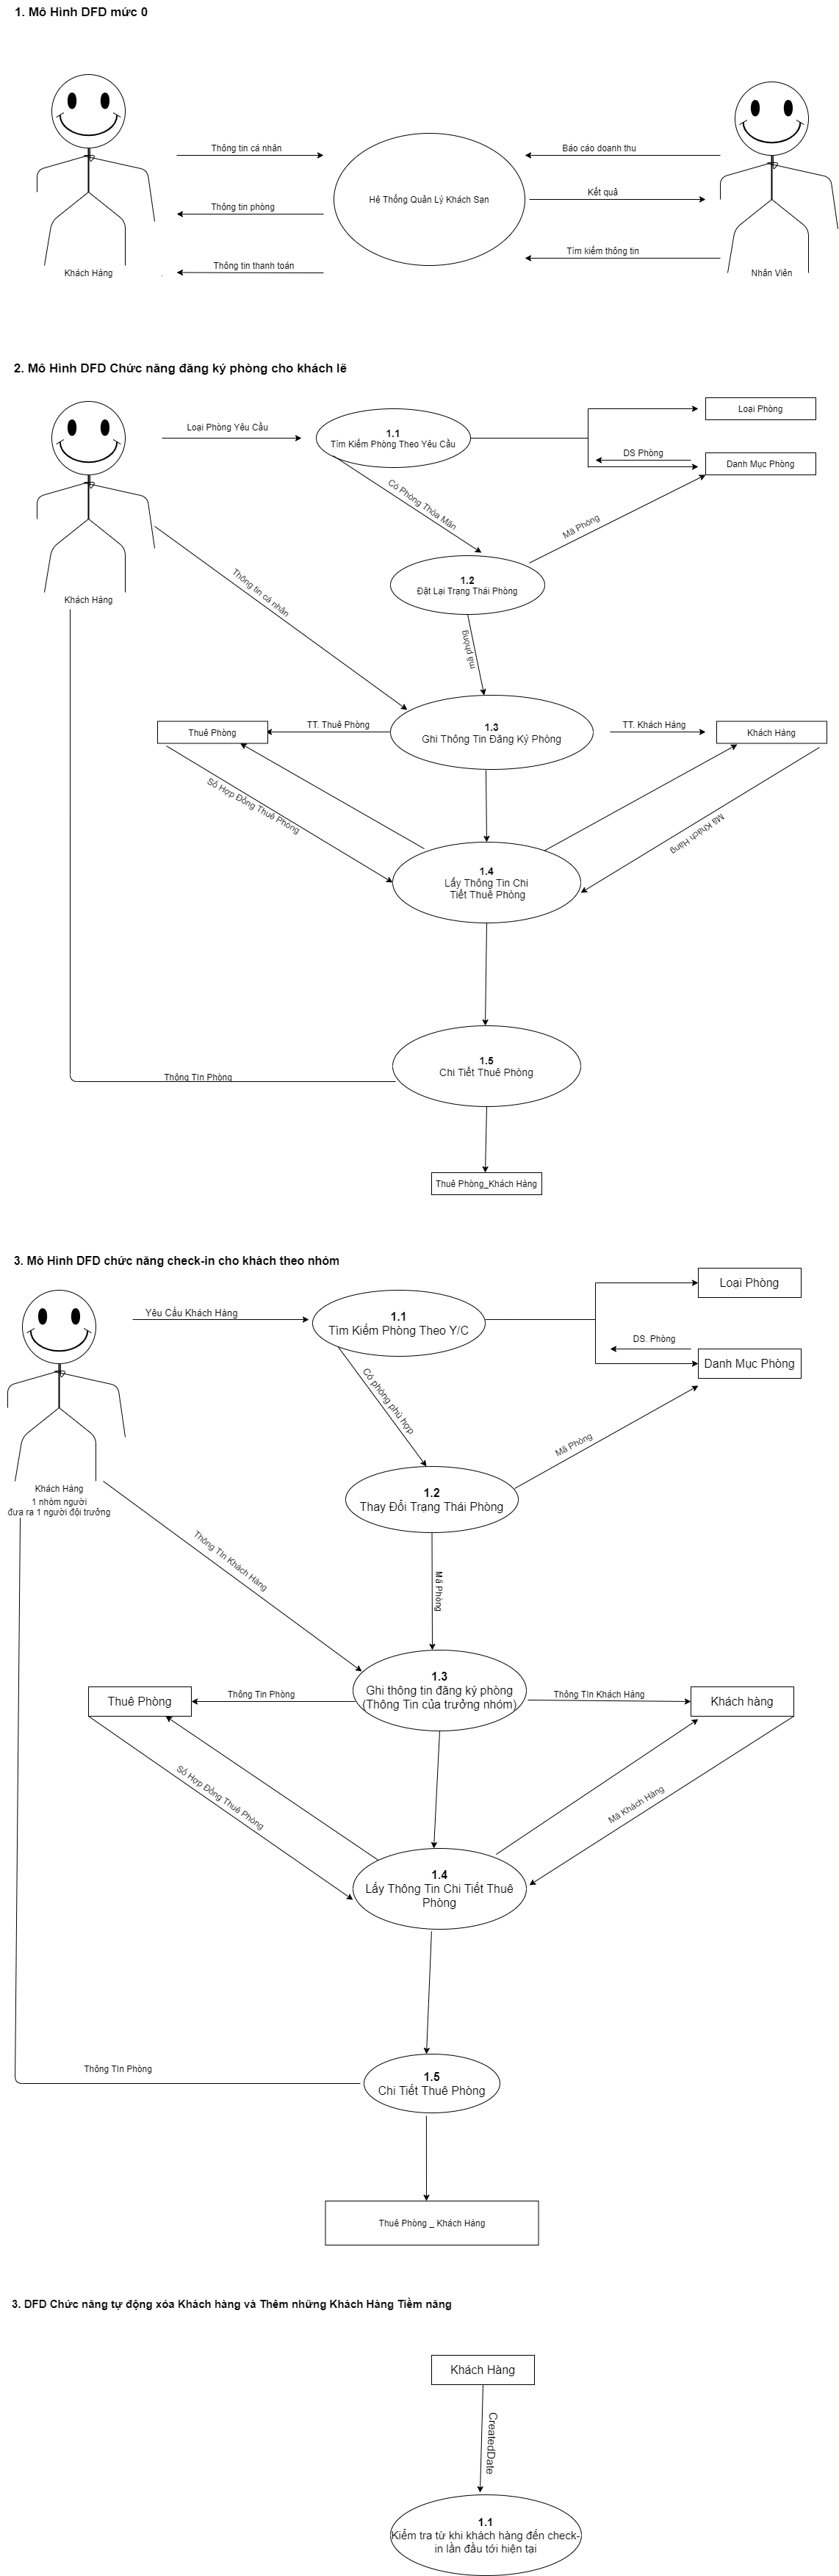 1. Mô Hình DFD mức 0
Thông tin cá nhân
Báo cáo doanh thu
Hệ Thống Quản Lý Khách Sạn
Kết quả
Thông tin phòng
Tìm kiếm thông tin
Thông tin thanh toán
Khách Hàng
Nhân Viên
2. Mô Hình DFD Chức năng đăng ký phòng cho khách lẽ
Loại Phòng
Loại Phòng Yêu Cầu
1.1
Tìm Kiếm Phòng Theo Yêu Cầu
DS Phòng
Danh Mục Phòng
Có Phòng Thỏa Mãn
Mã Phòng
1.2
Đặt Lại Trạng Thái Phòng
Khách Hàng
Thông tin cá nhân
mã phòng
Thuê Phòng
TT. Thuê Phòng
1.3
Ghi Thông Tin Đăng Ký Phòng
TT. Khách Hàng
Khách Hàng
Số Hợp Đồng Thuê Phòng
Mã Khách Hàng
1.4
Lấy Thông Tin Chi
Tiết Thuê Phòng
1.5
Chi Tiết Thuê Phòng
Thông TIn Phòng
Thuê Phòng_Khách Hàng
3. Mô Hình DFD chức năng check-in cho khách theo nhóm
Loại Phòng
Yêu Cầu Khách Hàng
1.1
Tìm Kiếm Phòng Theo Y/C
DS. Phòng
Danh Mục Phòng
Có phòng phù hợp
Mã Phòng
1.2
Thay Đổi Trạng Thái Phòng
Khách Hàng
1 nhóm người
đưa ra 1 người đội trưởng
Thông TIn Khách Hàng
Mã Phòng
1.3
Ghi thông tin đăng ký phòng
(Thông Tin của trưởng nhóm)
Thuê Phòng
Thông Tin Phòng
Thông TIn Khách Hàng
Khách hàng
Số Hợp Đồng Thuê Phòng
Mã Khách Hàng
1.4
Lấy Thông Tin Chi Tiết Thuê
Phòng
1.5
Chi Tiết Thuê Phòng
Thông TIn Phòng
Thuê Phòng _ Khách Hàng
3. DFD Chức năng tự động xóa Khách hàng và Thêm những Khách Hàng Tiềm năng
Khách Hàng
CreatedDate
1.1
Kiểm tra từ khi khách hàng đến check-
in lần đầu tới hiện tại